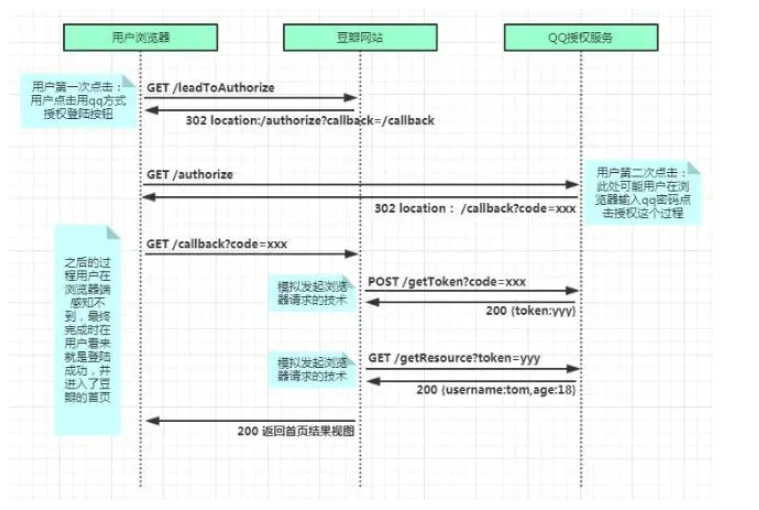 用户浏览器
豆瓣网站
QQ授权服务
用户第一次点击：
用户点击用qq方式
授权登陆按钮
GET /leadToAuthorize
302 location:/authorize?callback=/callback
GET /authorize
用户第二次点击：
此处可能用户在浏
览器输入qq密码点
击授权这个过程
302 location： /callback?code=xxx
GET /callback?code=xxx
之后的过
程用户在
浏览器端
感知不
到，最终
完成时在
用户看来
就是登陆
成功，并
进入了豆
瓣的首页
模拟发起浏览
器请求的技术
POST /getToken?code=xxx
200 {token:yyy}
模拟发起浏览
器请求的技术
GET /getResource?token=yyy
200 {username:tom,age:18}
200 返回首页结果视图